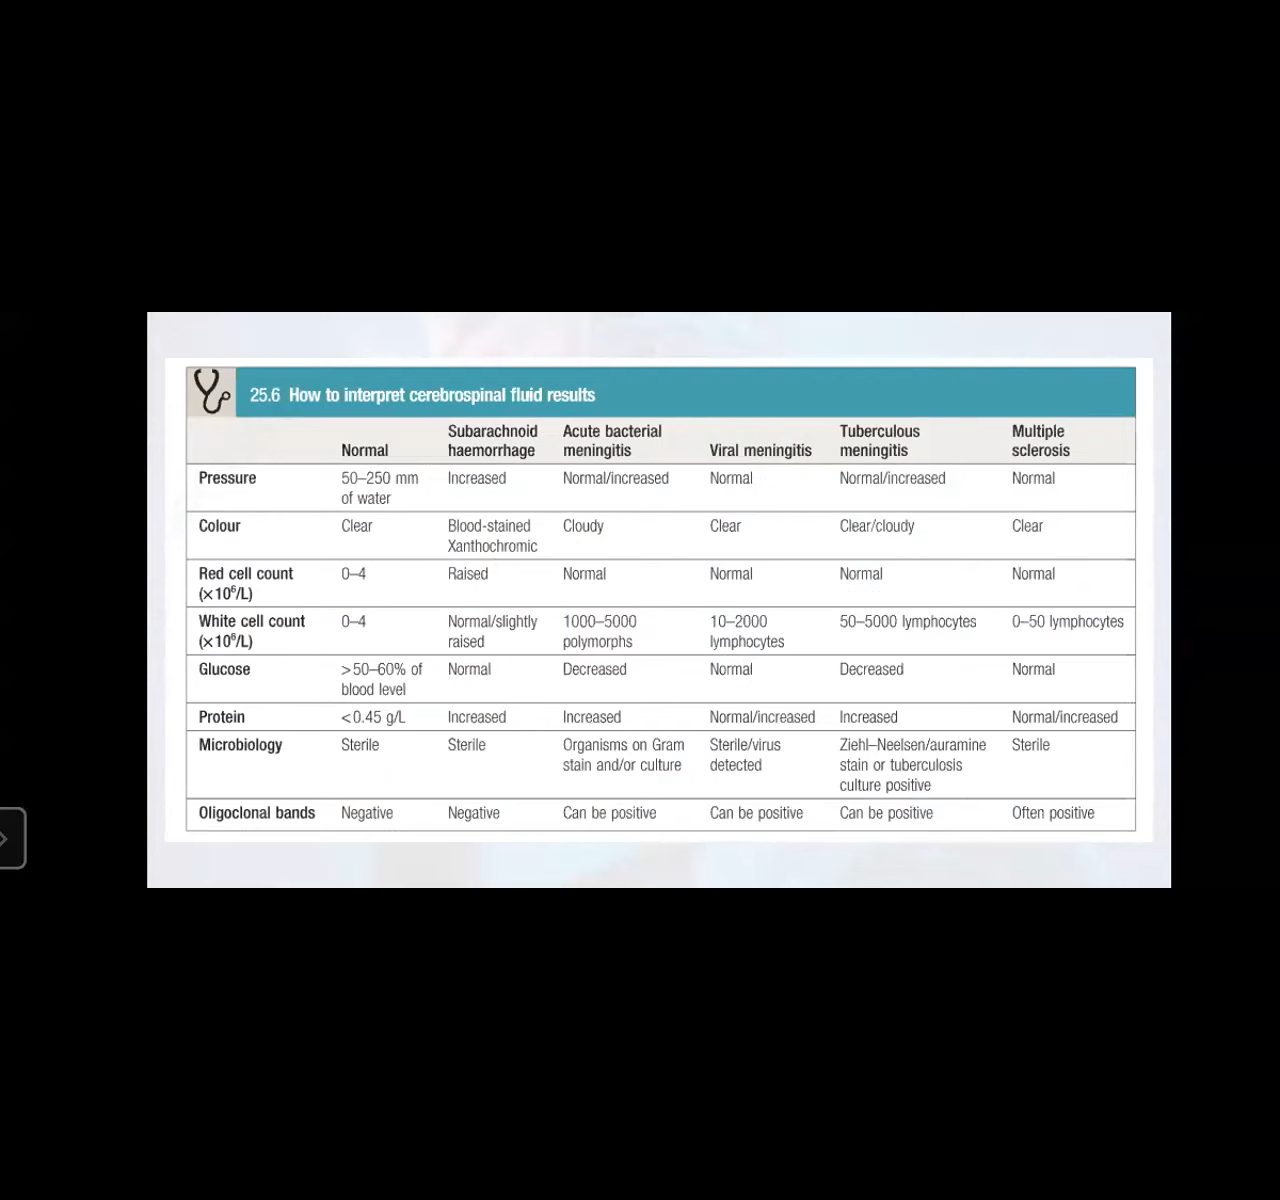 25.6 How to interpret cerebrospinal fluid results
Normal
Subarachnoid
haemorrhage
Acute bacterial
meningitis
Viral meningitis
Tuberculous
meningitis
Multiple
sclerosis
Pressure
50–250 mm
of water
Increased
Normal/increased
Normal
Normal/increased
Normal
Colour
Clear
Blood-stained
Xanthochromic
Cloudy
Clear
Clear/cloudy
Clear
Red cell count
(×10⁶/L)
0–4
Raised
Normal
Normal
Normal
Normal
White cell count
(×10⁶/L)
0–4
Normal/slightly
raised
1000–5000
polymorphs
10–2000
lymphocytes
50–5000 lymphocytes
0–50 lymphocytes
Glucose
>50–60% of
blood level
Normal
Decreased
Normal
Decreased
Normal
Protein
<0.45 g/L
Increased
Increased
Normal/increased
Increased
Normal/increased
Microbiology
Sterile
Sterile
Organisms on Gram
stain and/or culture
Sterile/virus
detected
Ziehl–Neelsen/auramine
stain or tuberculosis
culture positive
Sterile
Oligoclonal bands
Negative
Negative
Can be positive
Can be positive
Can be positive
Often positive